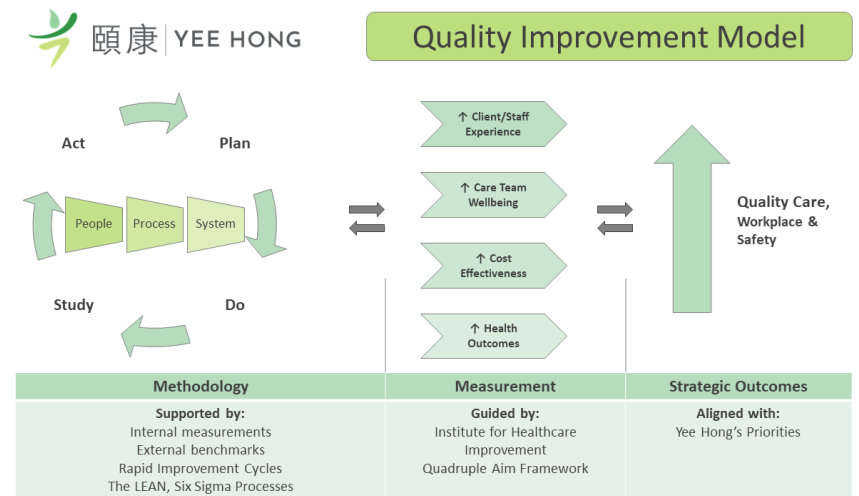 頤康 YEE HONG
Quality Improvement Model
Act
Plan
People
Process
System
Study
Do
↑ Client/Staff
Experience
↑ Care Team
Wellbeing
↑ Cost
Effectiveness
↑ Health
Outcomes
Quality Care,
Workplace &
Safety
Methodology
Supported by:
Internal measurements
External benchmarks
Rapid Improvement Cycles
The LEAN, Six Sigma Processes
Measurement
Guided by:
Institute for Healthcare
Improvement
Quadruple Aim Framework
Strategic Outcomes
Aligned with:
Yee Hong’s Priorities